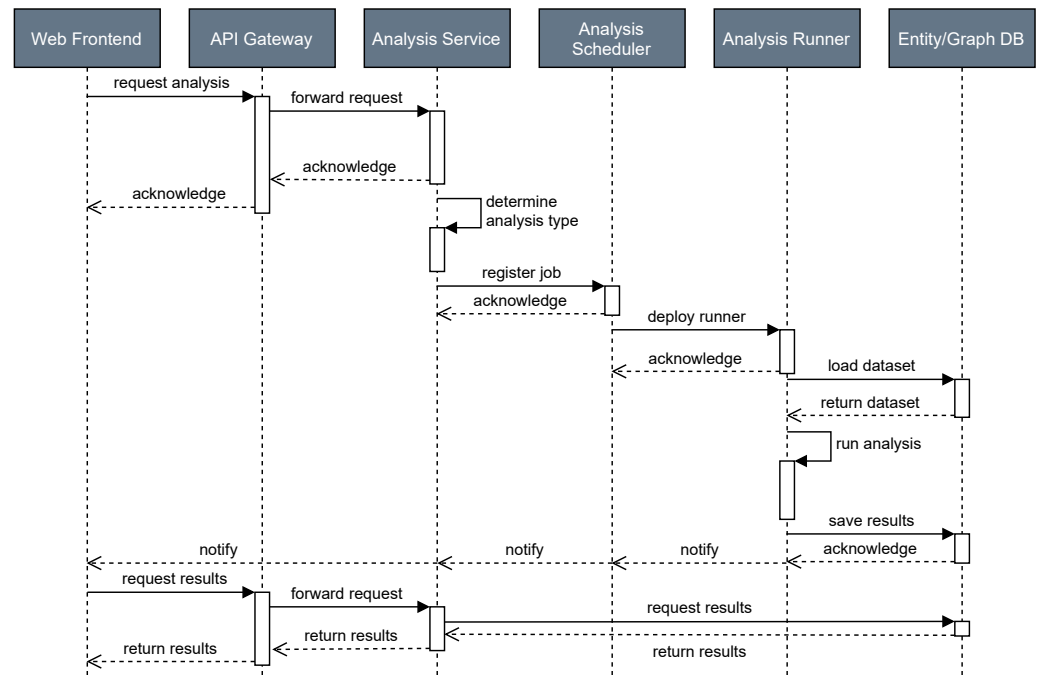 Web Frontend
API Gateway
Analysis Service
Analysis
Scheduler
Analysis Runner
Entity/Graph DB
request analysis
forward request
acknowledge
acknowledge
determine
analysis type
register job
acknowledge
deploy runner
acknowledge
load dataset
return dataset
run analysis
save results
notify
notify
notify
acknowledge
request results
forward request
request results
return results
return results
return results